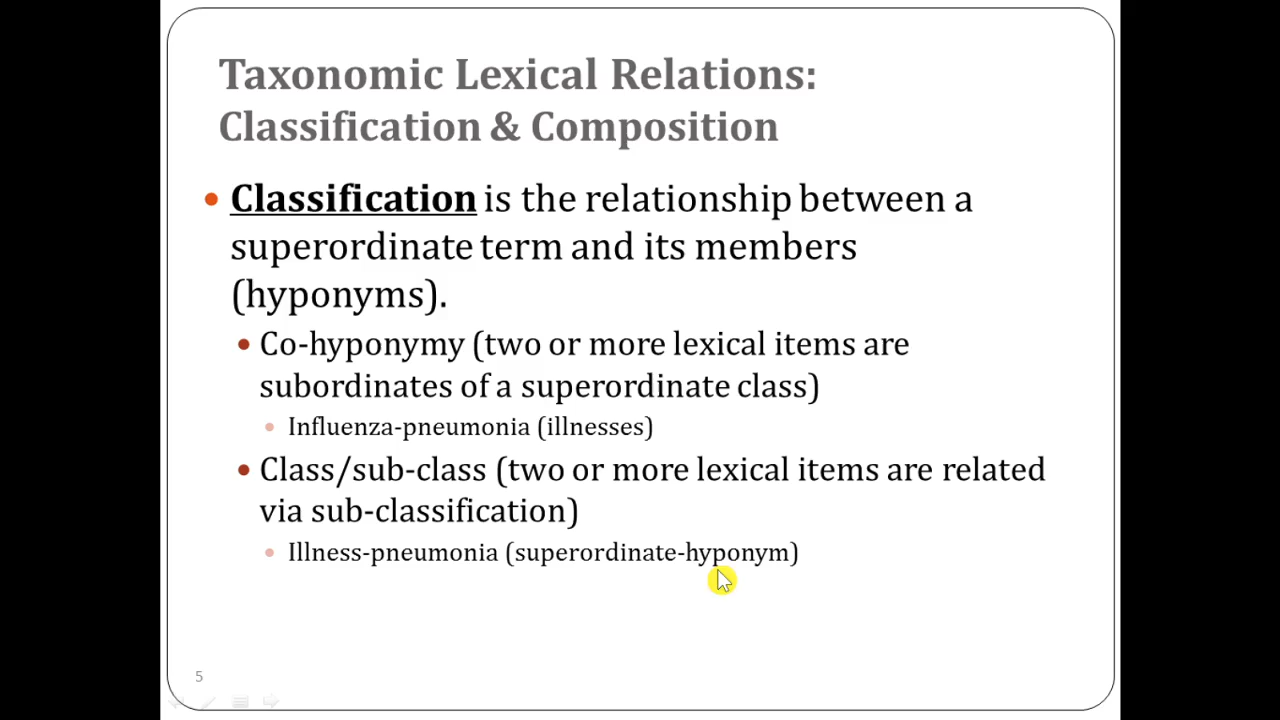 Taxonomic Lexical Relations:
Classification & Composition
Classification is the relationship between a
superordinate term and its members
(hyponyms).
Co-hyponymy (two or more lexical items are
subordinates of a superordinate class)
Influenza-pneumonia (illnesses)
Class/sub-class (two or more lexical items are related
via sub-classification)
Illness-pneumonia (superordinate-hyponym)
5